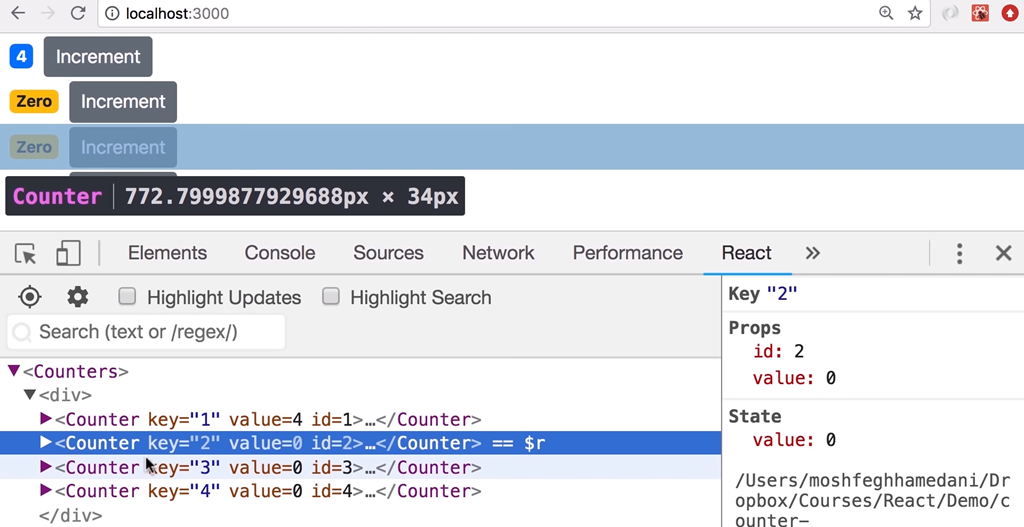 localhost:3000
4 Increment
Zero Increment
Zero Increment
Counter | 772.7999877929688px × 34px
Elements Console Sources Network Performance React »
Highlight Updates Highlight Search
Search (text or /regex/)
<Counters>
<div>
<Counter key="1" value=4 id=1>…</Counter>
<Counter key="2" value=0 id=2>…</Counter> == $r
<Counter key="3" value=0 id=3>…</Counter>
<Counter key="4" value=0 id=4>…</Counter>
</div>
Key "2"
Props
id: 2
value: 0
State
value: 0
/Users/moshfeghhamedani/Dr
opbox/Courses/React/Demo/c
ounter-